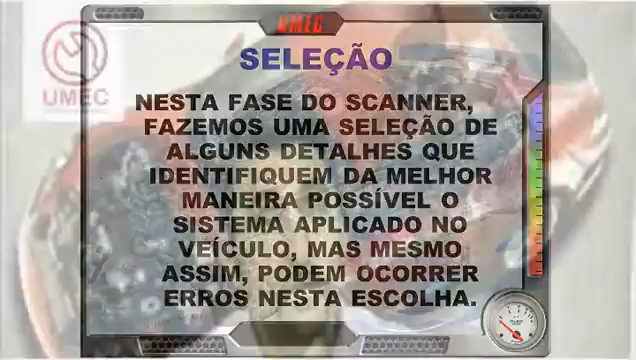 UMEC
SELEÇÃO
UMEC
NESTA FASE DO SCANNER,
FAZEMOS UMA SELEÇÃO DE
ALGUNS DETALHES QUE
IDENTIFIQUEM DA MELHOR
MANEIRA POSSÍVEL O
SISTEMA APLICADO NO
VEÍCULO, MAS MESMO
ASSIM, PODEM OCORRER
ERROS NESTA ESCOLHA.